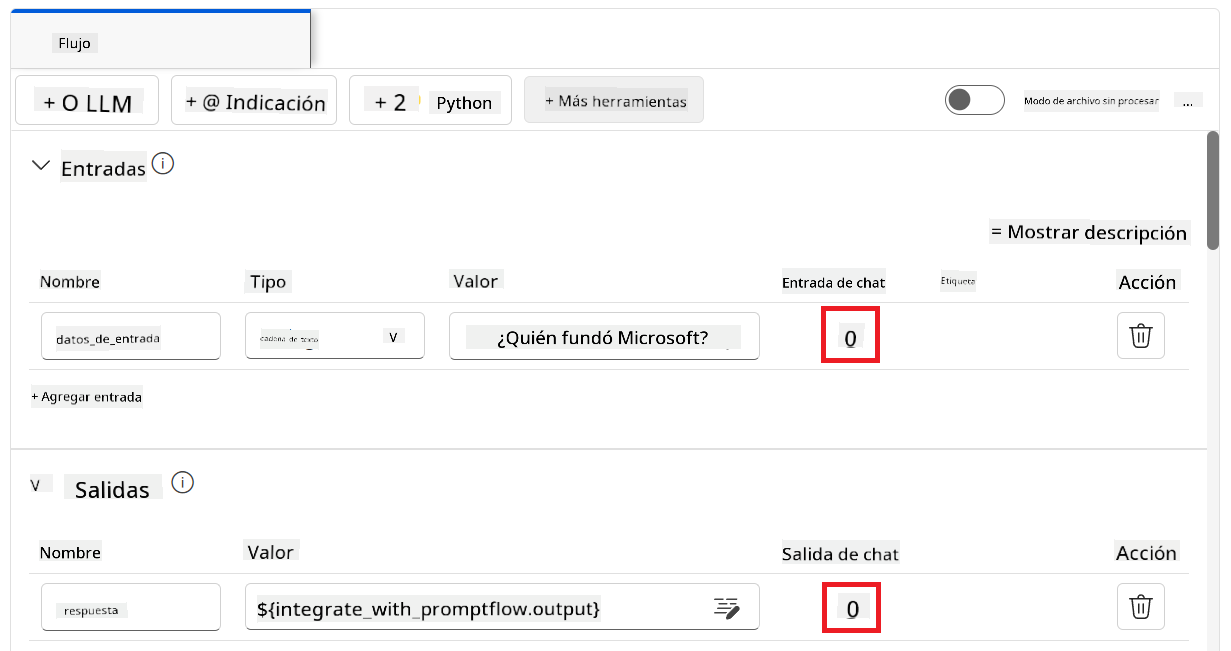 Flujo
+ O LLM + @ Indicación + 2 Python + Más herramientas Modo de archivo sin procesar ...
Entradas
= Mostrar descripción
Nombre Tipo Valor Entrada de chat Etiqueta Acción
datos_de_entrada cadena de texto V ¿Quién fundó Microsoft? 0
+ Agregar entrada
V Salidas
Nombre Valor Salida de chat Acción
respuesta ${integrate_with_promptflow.output} 0